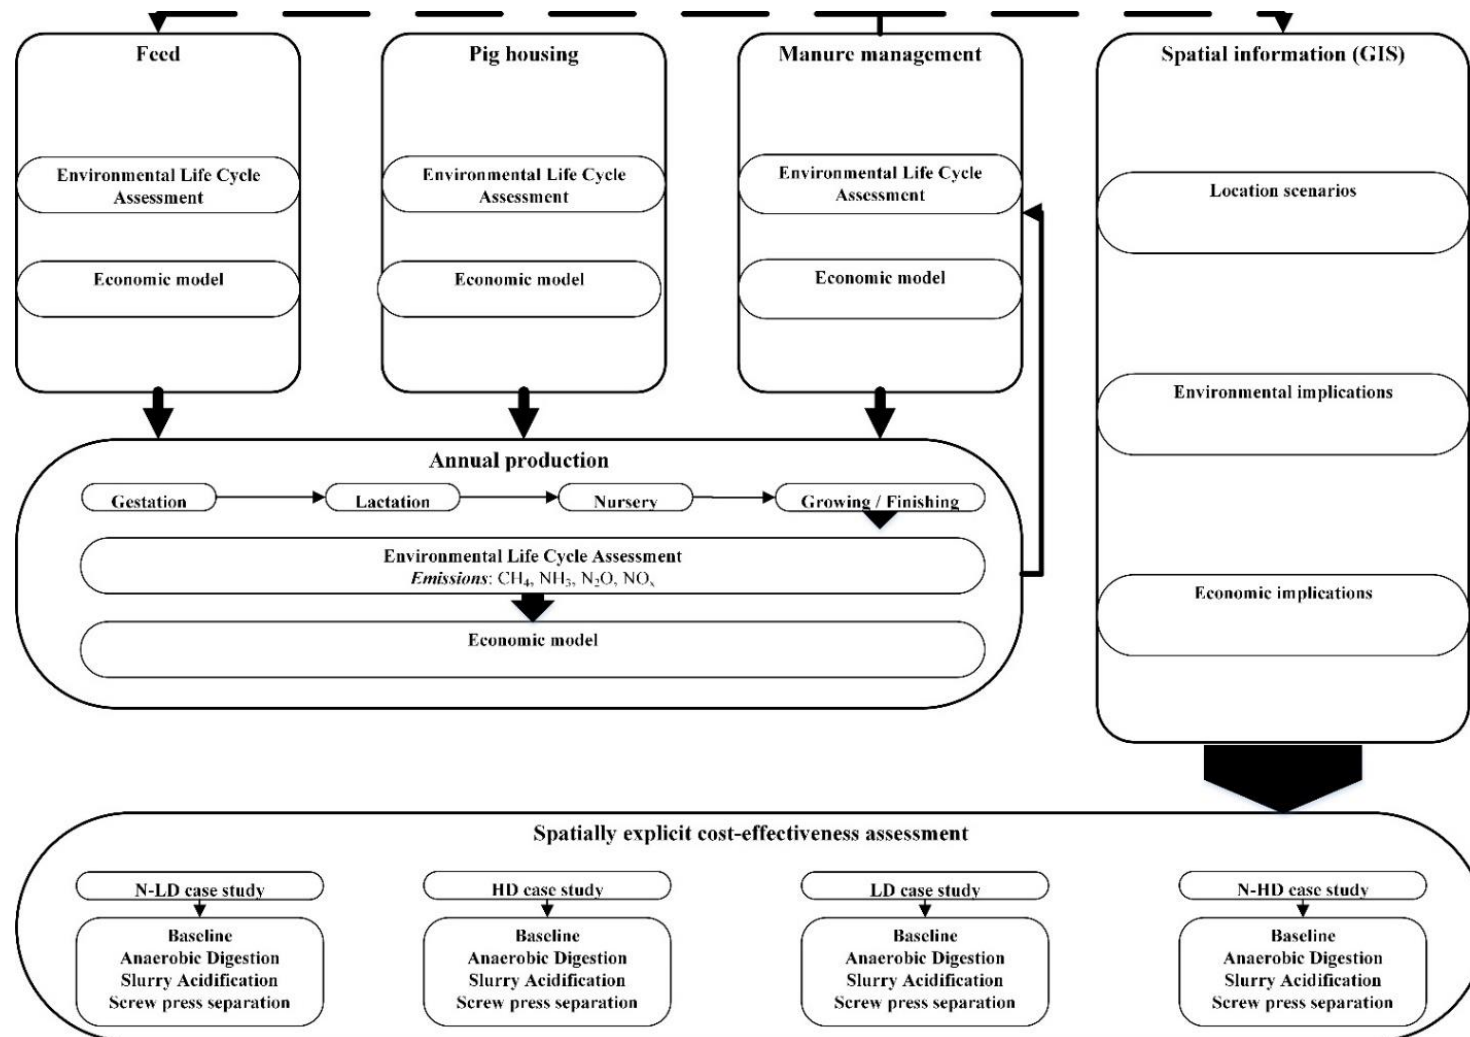 Feed
Environmental Life Cycle
Assessment
Economic model
Pig housing
Environmental Life Cycle
Assessment
Economic model
Manure management
Environmental Life Cycle
Assessment
Economic model
Spatial information (GIS)
Location scenarios
Environmental implications
Economic implications
Annual production
Gestation
Lactation
Nursery
Growing / Finishing
Environmental Life Cycle Assessment
Emissions: CH₄, NH₃, N₂O, NOₓ
Economic model
Spatially explicit cost-effectiveness assessment
N-LD case study
Baseline
Anaerobic Digestion
Slurry Acidification
Screw press separation
HD case study
Baseline
Anaerobic Digestion
Slurry Acidification
Screw press separation
LD case study
Baseline
Anaerobic Digestion
Slurry Acidification
Screw press separation
N-HD case study
Baseline
Anaerobic Digestion
Slurry Acidification
Screw press separation